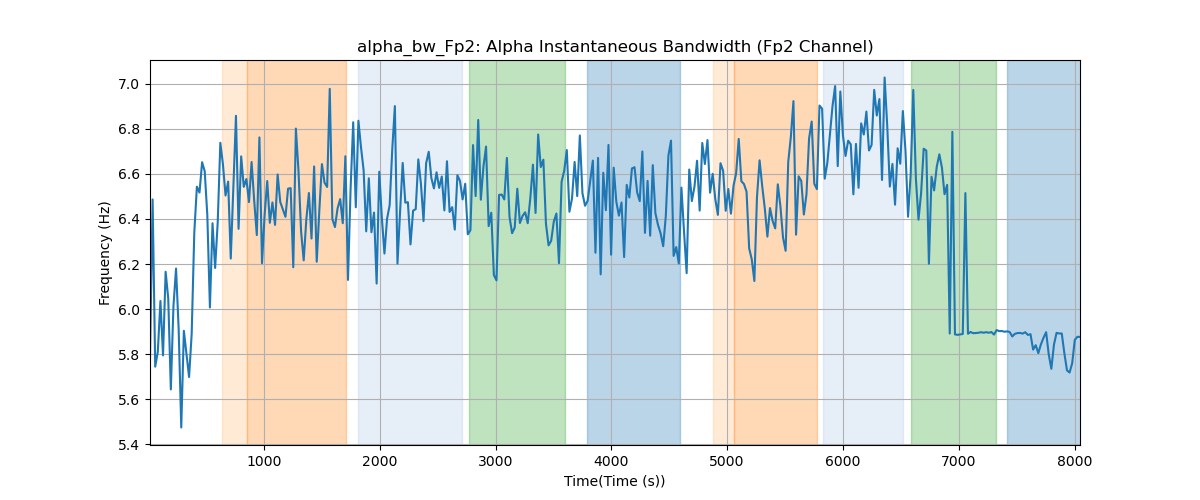 alpha_bw_Fp2: Alpha Instantaneous Bandwidth (Fp2 Channel)
Frequency (Hz)
7.0
6.8
6.6
6.4
6.2
6.0
5.8
5.6
5.4
1000 2000 3000 4000 5000 6000 7000 8000
Time(Time (s))